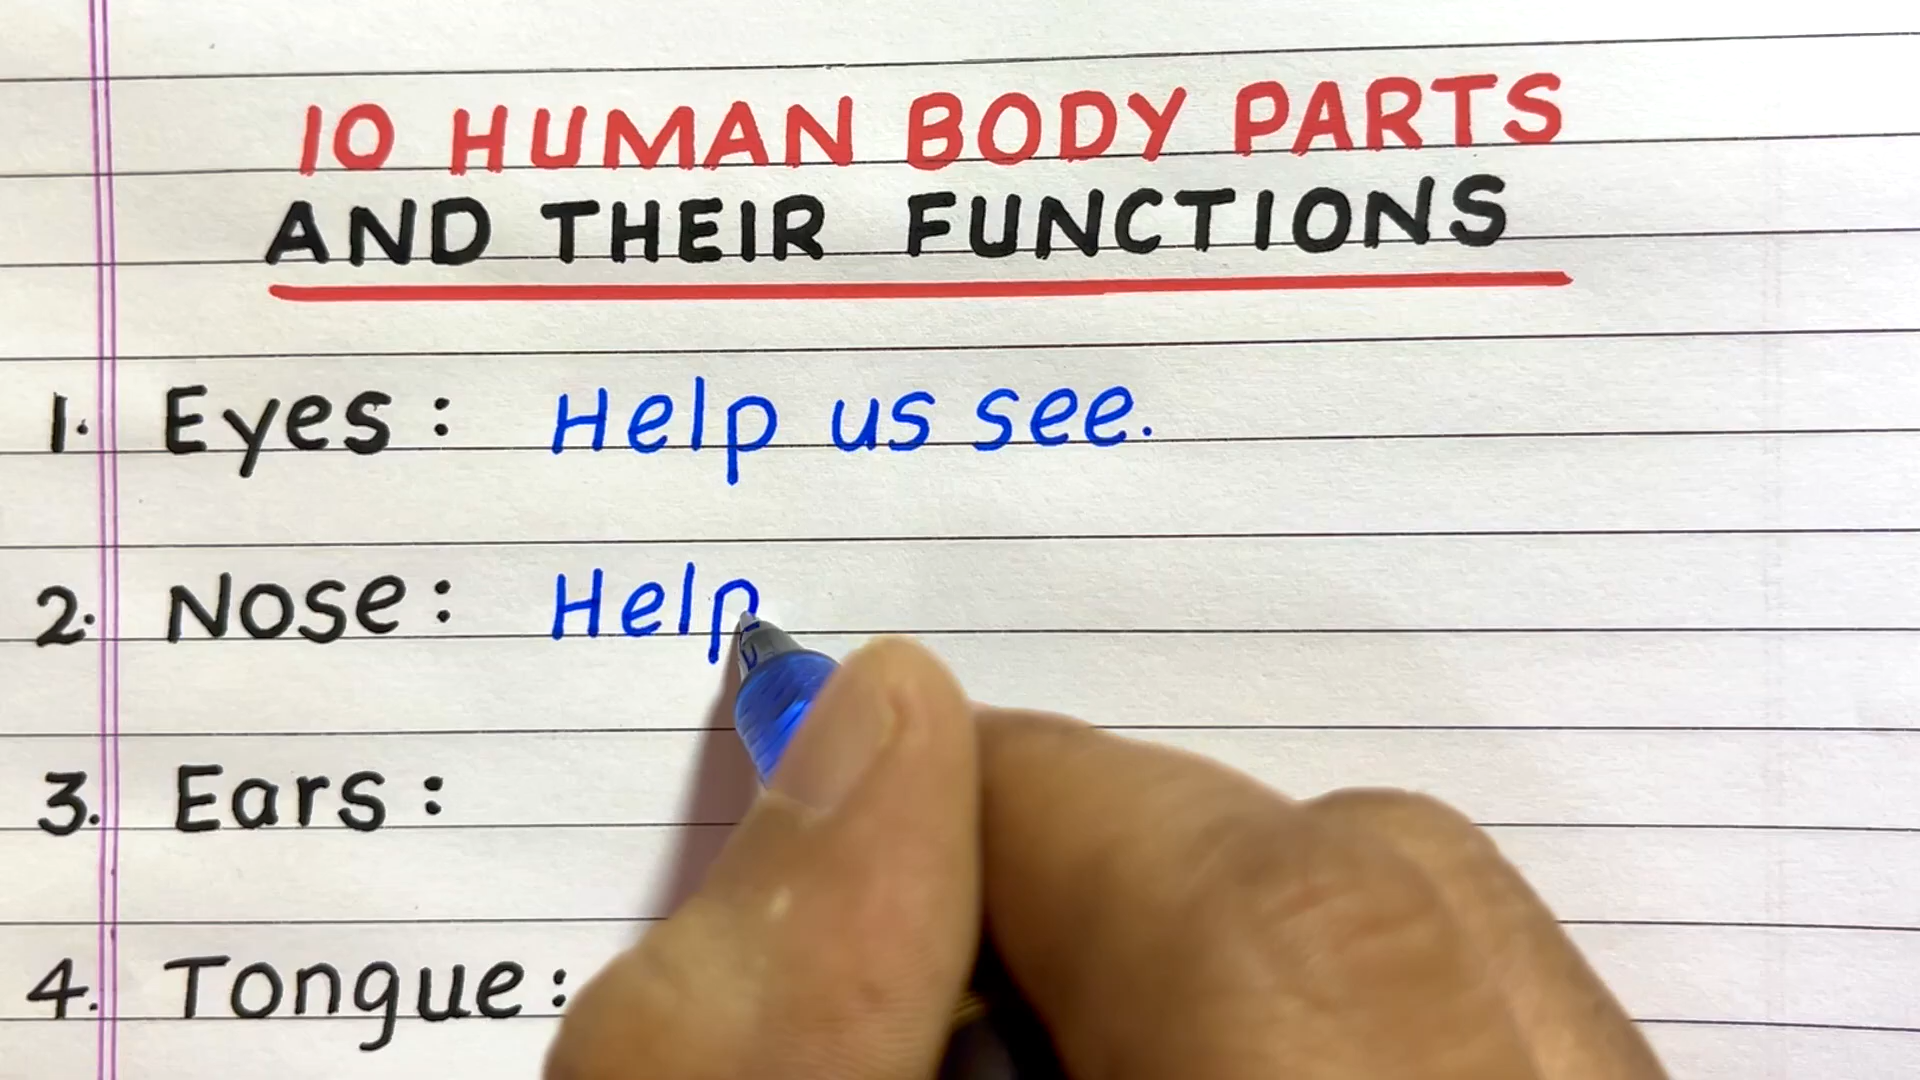 10 HUMAN BODY PARTS
AND THEIR FUNCTIONS
1. Eyes : Help us see.
2. Nose : Help
3. Ears :
4. Tongue :